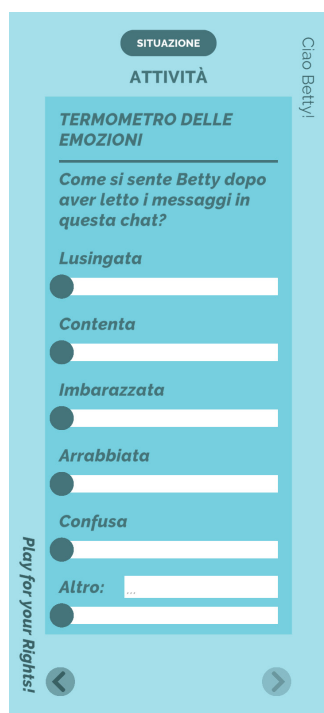 SITUAZIONE
ATTIVITÀ
Ciao Betty!
TERMOMETRO DELLE
EMOZIONI
Come si sente Betty dopo
aver letto i messaggi in
questa chat?
Lusingata
Contenta
Imbarazzata
Arrabbiata
Confusa
Altro:
...
Play for your Rights!